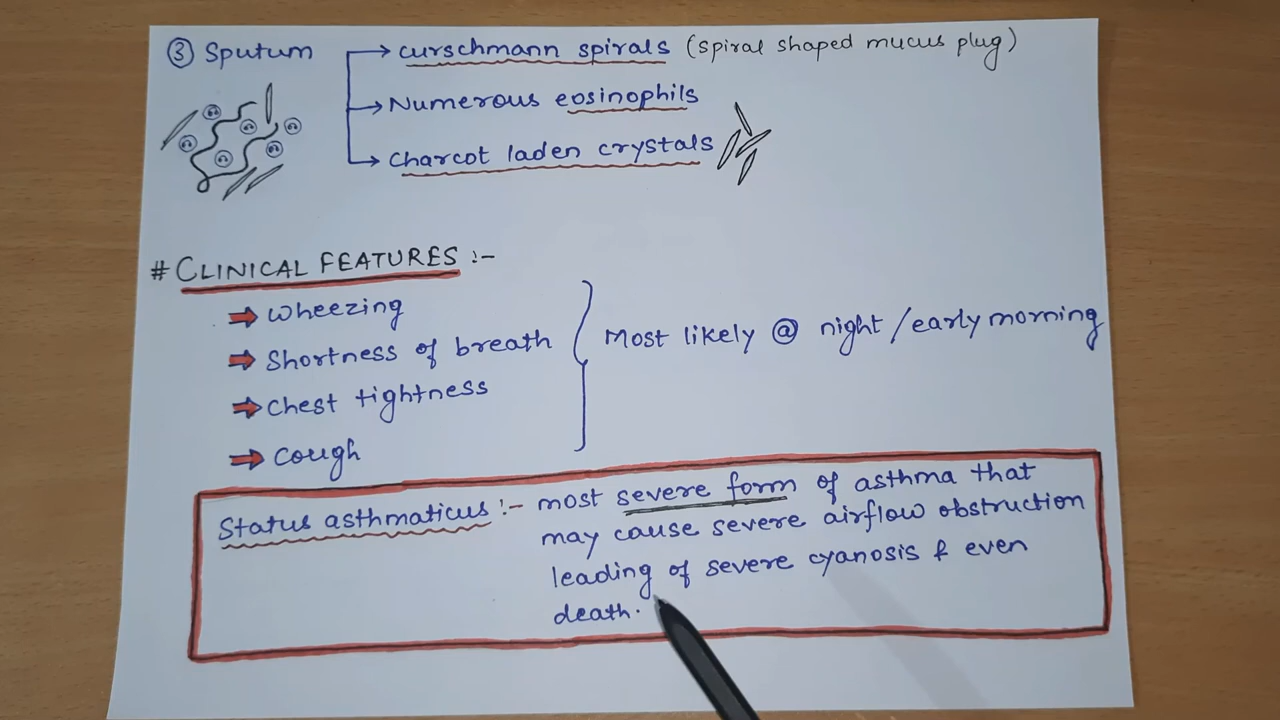 ③ Sputum
→ Curschmann spirals (spiral shaped mucus plug)
→ Numerous eosinophils
→ Charcot laden crystals
# CLINICAL FEATURES :-
➡ Wheezing
➡ Shortness of breath
➡ Chest tightness
➡ Cough
Most likely @ night / early morning
Status asthmaticus :- most severe form of asthma that
may cause severe airflow obstruction
leading of severe cyanosis & even
death.